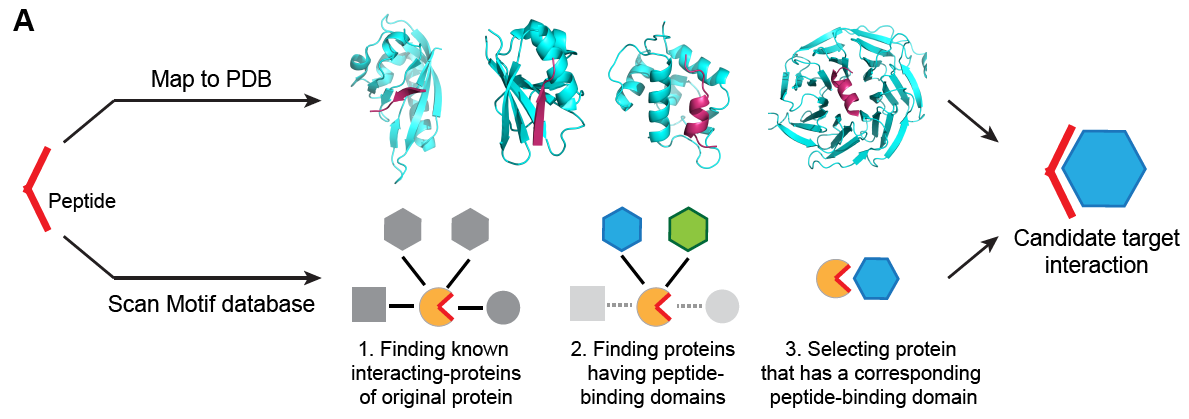 A
Map to PDB
Peptide
Scan Motif database
1. Finding known
interacting-proteins
of original protein
2. Finding proteins
having peptide-
binding domains
3. Selecting protein
that has a corresponding
peptide-binding domain
Candidate target
interaction